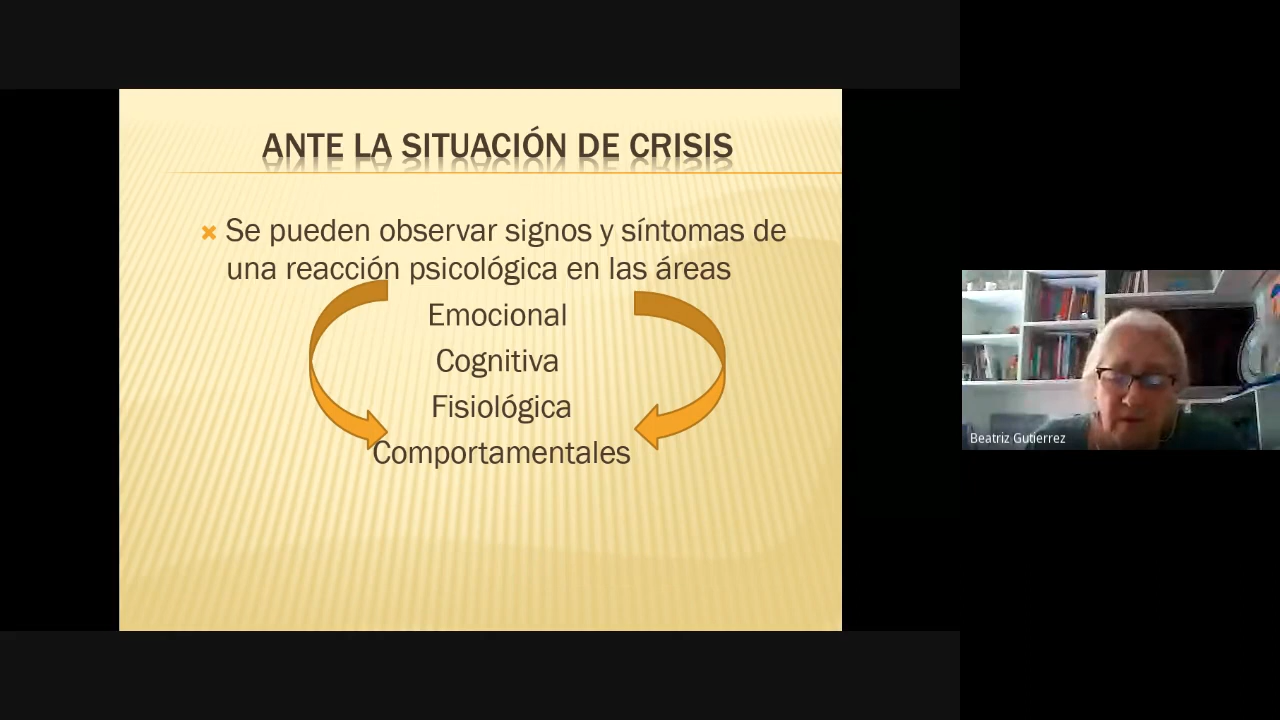 ANTE LA SITUACIÓN DE CRISIS
Se pueden observar signos y síntomas de
una reacción psicológica en las áreas
Emocional
Cognitiva
Fisiológica
Comportamentales
Beatriz Gutierrez